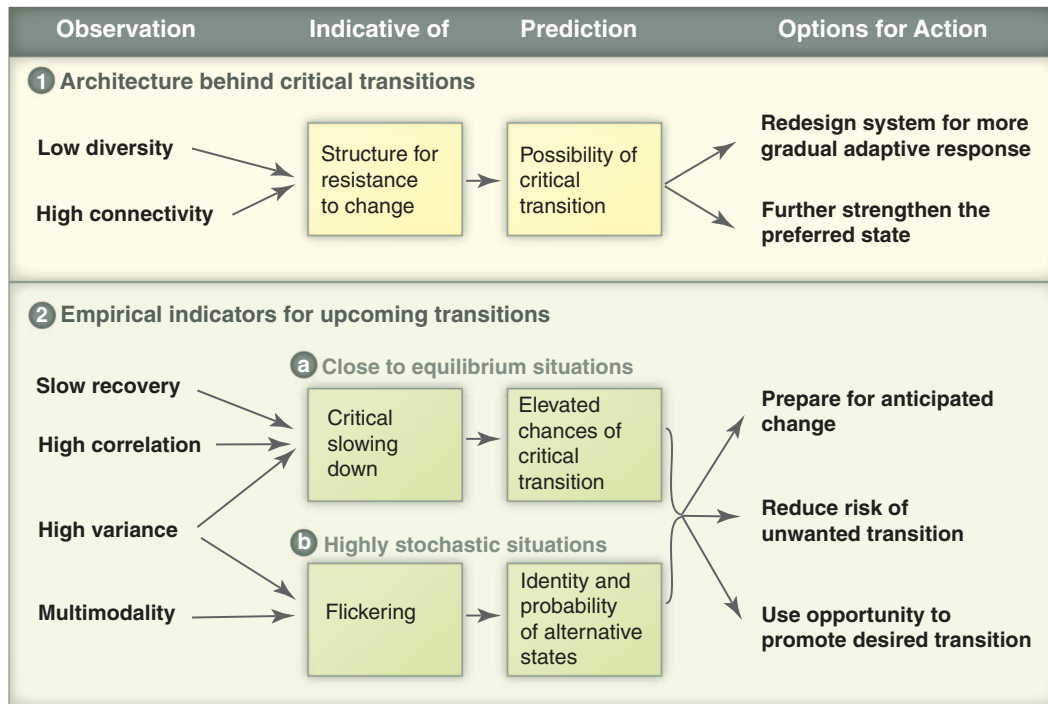 Observation Indicative of Prediction Options for Action
1 Architecture behind critical transitions
Low diversity
High connectivity
Structure for
resistance
to change
Possibility of
critical
transition
Redesign system for more
gradual adaptive response
Further strengthen the
preferred state
2 Empirical indicators for upcoming transitions
Slow recovery
High correlation
High variance
Multimodality
a Close to equilibrium situations
Critical
slowing
down
Elevated
chances of
critical
transition
b Highly stochastic situations
Flickering
Identity and
probability
of alternative
states
Prepare for anticipated
change
Reduce risk of
unwanted transition
Use opportunity to
promote desired transition